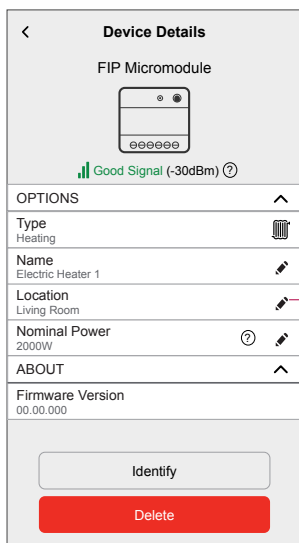 Device Details
FIP Micromodule
Good Signal (-30dBm) ?
OPTIONS
Type
Heating
Name
Electric Heater 1
Location
Living Room
Nominal Power
2000W
?
ABOUT
Firmware Version
00.00.000
Identify
Delete